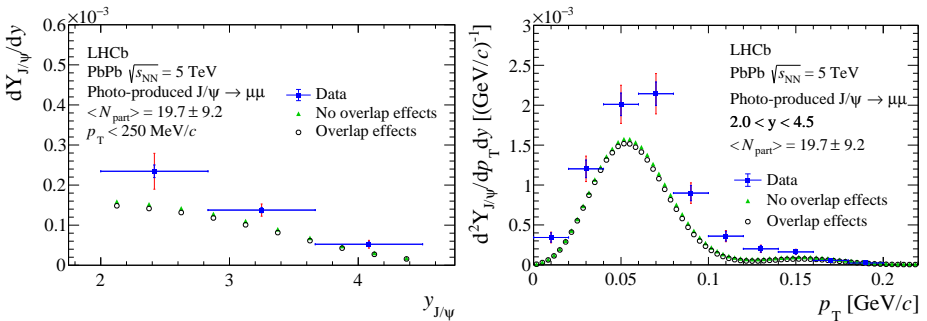 ×10⁻³
dY_J/ψ/dy
0.6
0.5
0.4
0.3
0.2
0.1
0
LHCb
PbPb √s_NN = 5 TeV
Photo-produced J/ψ → μμ
<N_part> = 19.7 ± 9.2
p_T < 250 MeV/c
Data
No overlap effects
Overlap effects
2 3 4
y_J/ψ
×10⁻³
d²Y_J/ψ/dp_T dy [(GeV/c)⁻¹]
3
2.5
2
1.5
1
0.5
0
LHCb
PbPb √s_NN = 5 TeV
Photo-produced J/ψ → μμ
2.0 < y < 4.5
<N_part> = 19.7 ± 9.2
Data
No overlap effects
Overlap effects
0 0.05 0.1 0.15 0.2
p_T [GeV/c]